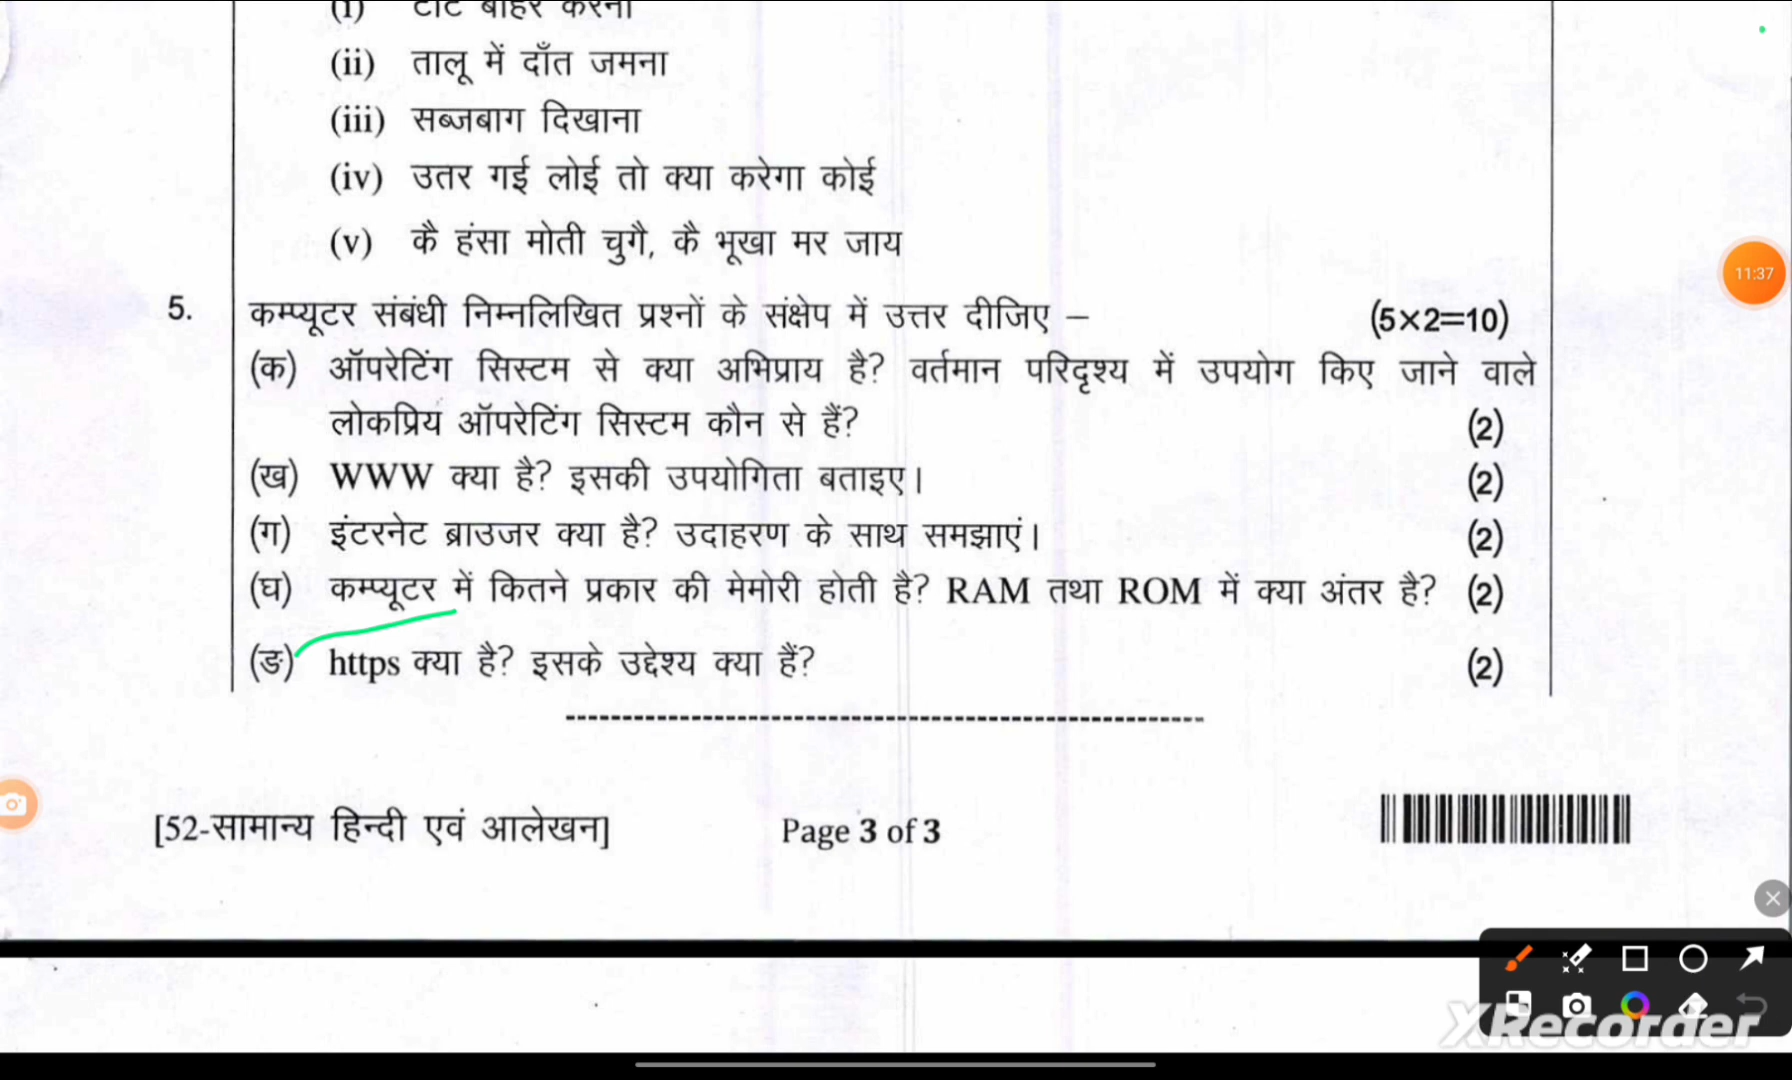 (i) टाट बाहर करना
(ii) तालू में दाँत जमना
(iii) सब्जबाग दिखाना
(iv) उतर गई लोई तो क्या करेगा कोई
(v) कै हंसा मोती चुगै, कै भूखा मर जाय
5. कम्प्यूटर संबंधी निम्नलिखित प्रश्नों के संक्षेप में उत्तर दीजिए – (5×2=10)
(क) ऑपरेटिंग सिस्टम से क्या अभिप्राय है? वर्तमान परिदृश्य में उपयोग किए जाने वाले
लोकप्रिय ऑपरेटिंग सिस्टम कौन से हैं? (2)
(ख) WWW क्या है? इसकी उपयोगिता बताइए। (2)
(ग) इंटरनेट ब्राउजर क्या है? उदाहरण के साथ समझाएं। (2)
(घ) कम्प्यूटर में कितने प्रकार की मेमोरी होती है? RAM तथा ROM में क्या अंतर है? (2)
(ङ) https क्या है? इसके उद्देश्य क्या हैं? (2)
[52-सामान्य हिन्दी एवं आलेखन] Page 3 of 3
11:37
XRecorder